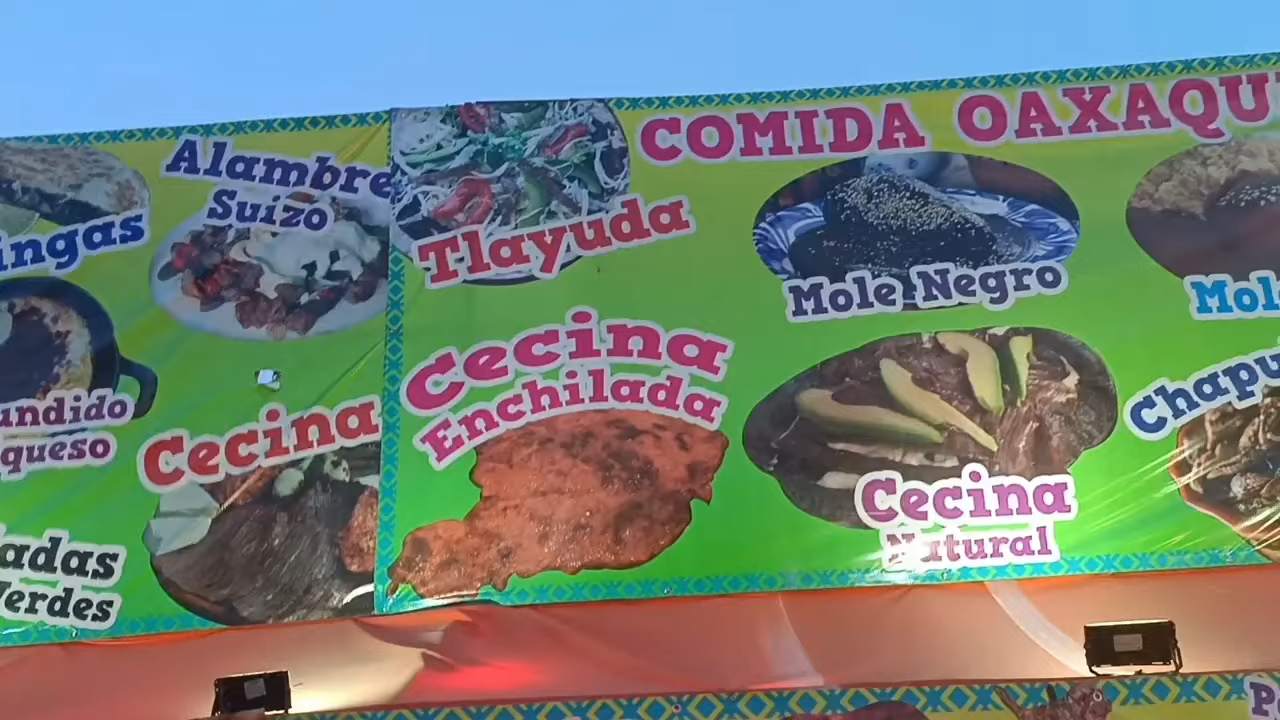 Alambre
Suizo
ingas
undido
queso
Cecina
adas
Verdes
COMIDA OAXAQU
Tlayuda
Mole Negro
Mol
Cecina
Enchilada
Cecina
Natural
Chapu